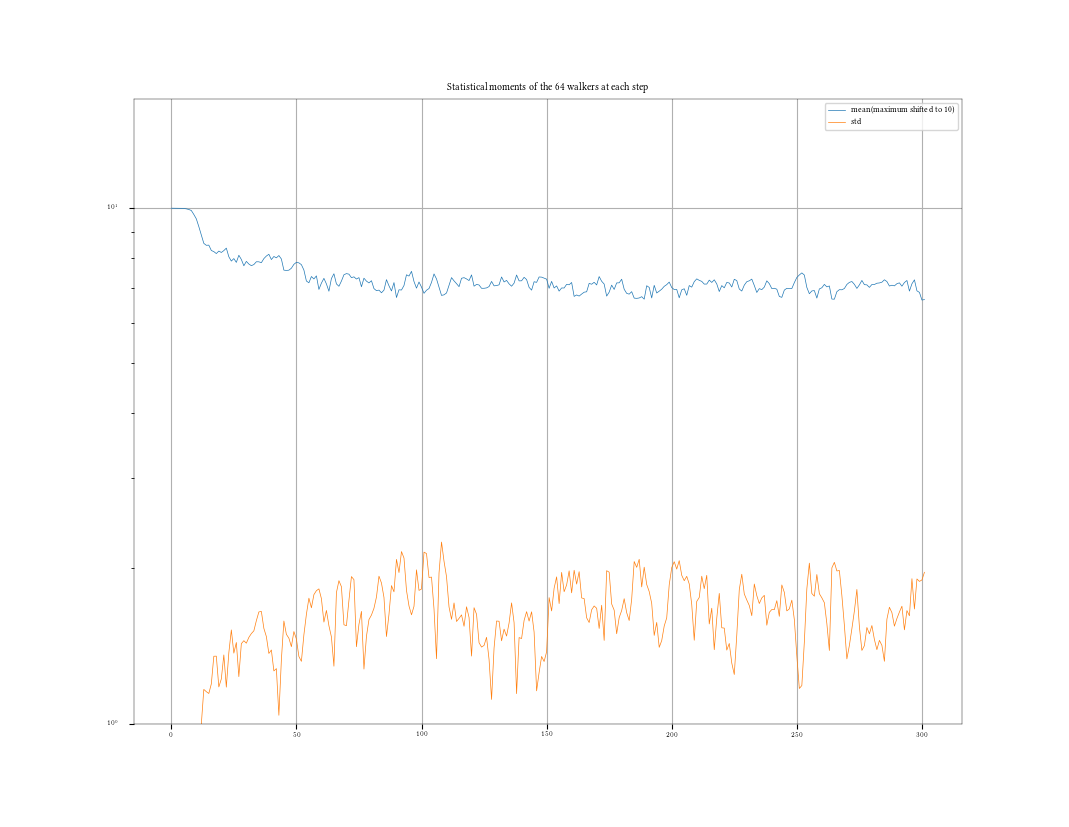 Statistical moments of the 64 walkers at each step
mean(maximum shifted to 10)
std
10¹
10⁰
0 50 100 150 200 250 300